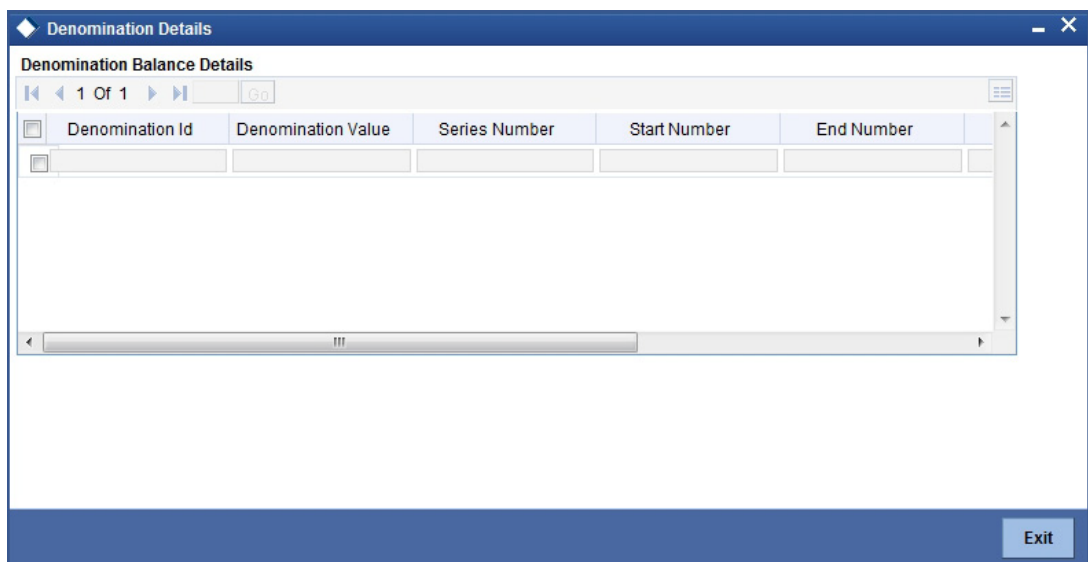 Denomination Details
Denomination Balance Details
1 Of 1 Go
Denomination Id Denomination Value Series Number Start Number End Number
Exit